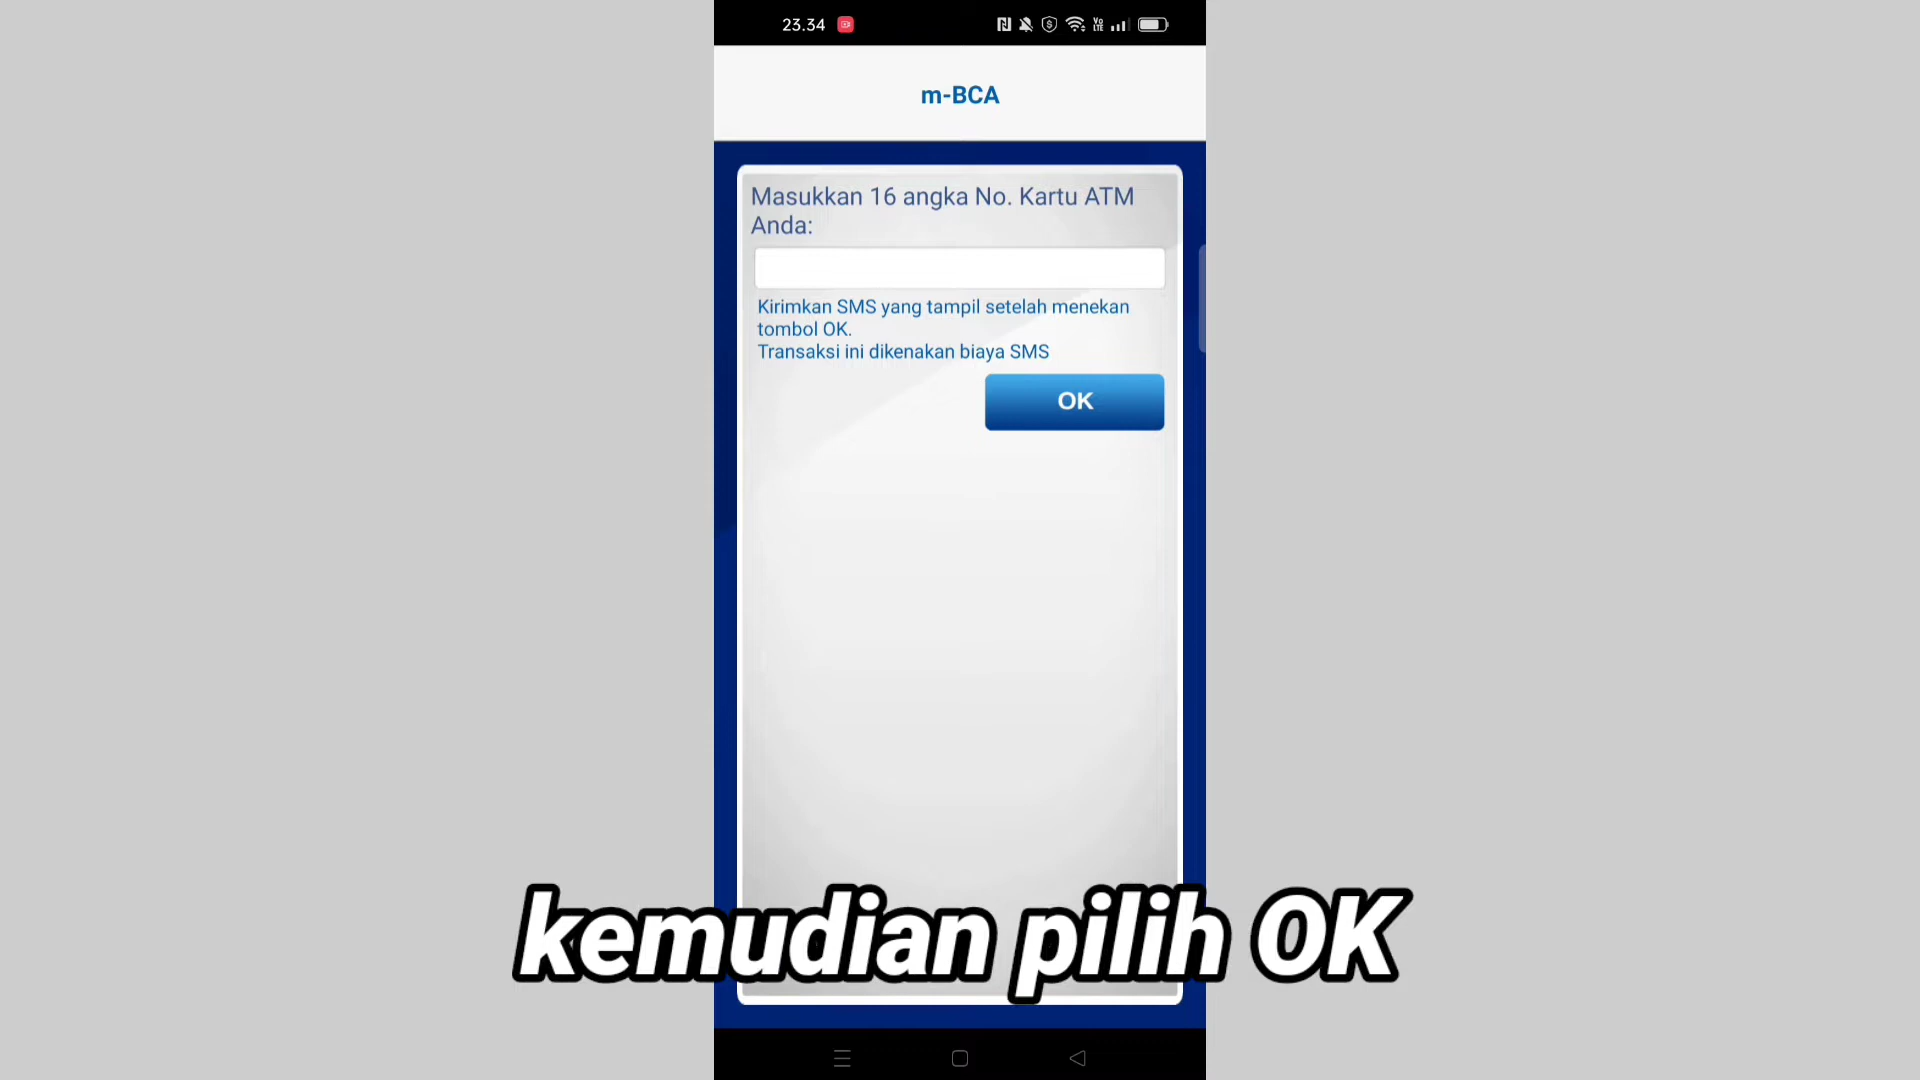 23.34
m-BCA
Masukkan 16 angka No. Kartu ATM
Anda:
Kirimkan SMS yang tampil setelah menekan
tombol OK.
Transaksi ini dikenakan biaya SMS
OK
kemudian pilih OK